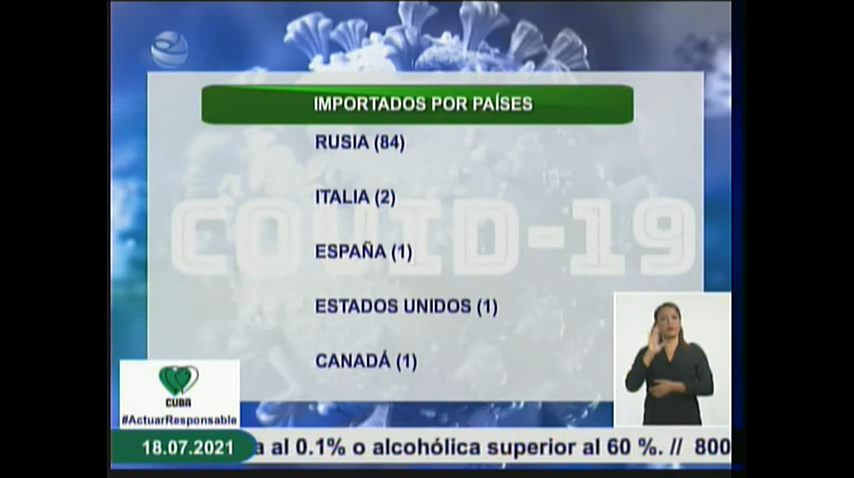 IMPORTADOS POR PAÍSES
RUSIA (84)
ITALIA (2)
COVID-19
ESPAÑA (1)
ESTADOS UNIDOS (1)
CANADÁ (1)
CUBA
#ActuarResponsable
18.07.2021
a al 0.1% o alcohólica superior al 60 %. // 800